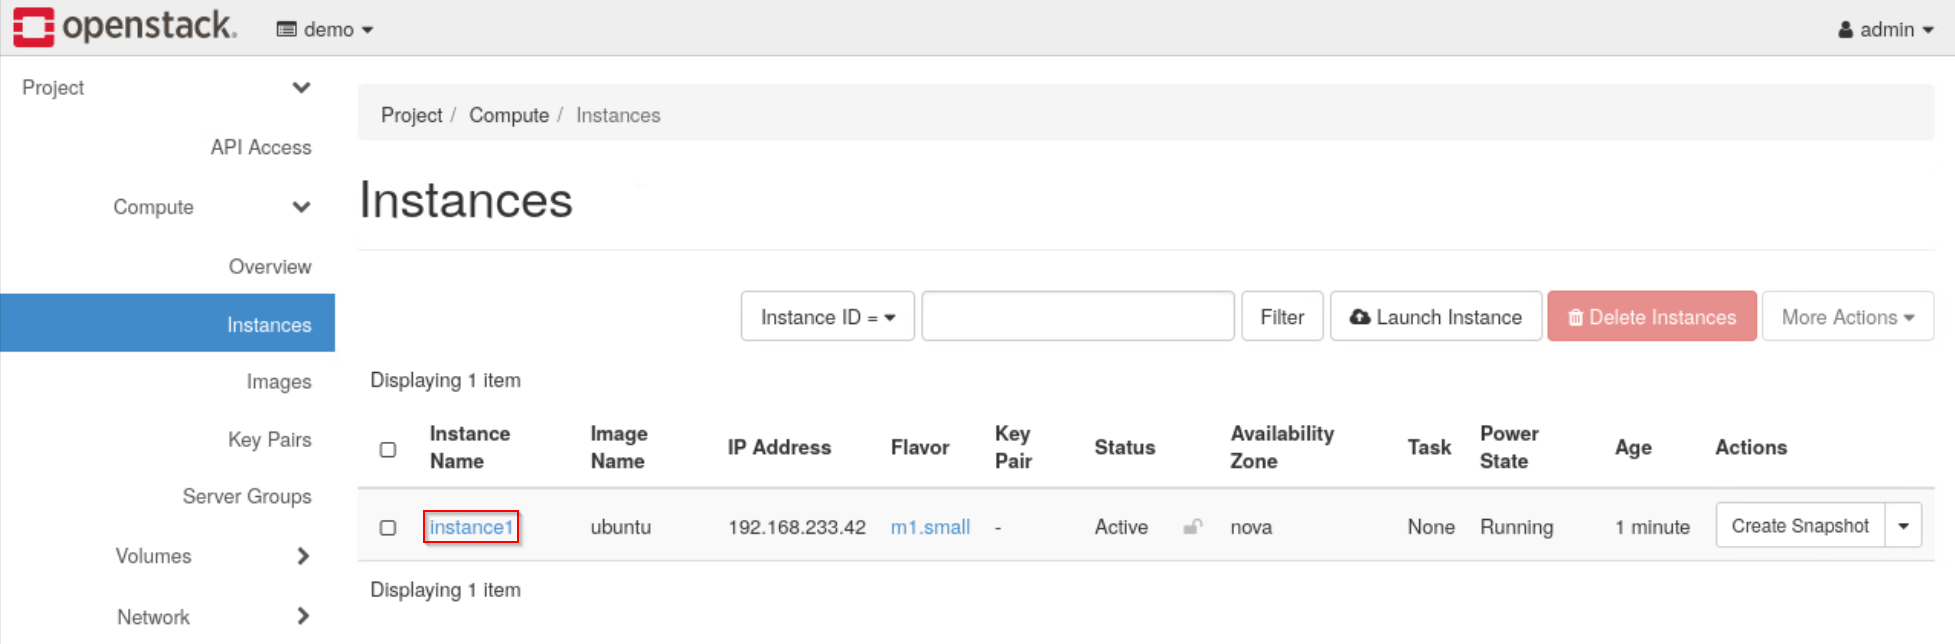 openstack. demo admin
Project
API Access
Compute
Overview
Instances
Images
Key Pairs
Server Groups
Volumes
Network
Project / Compute / Instances
Instances
Instance ID = Filter Launch Instance Delete Instances More Actions
Displaying 1 item
Instance Name Image Name IP Address Flavor Key Pair Status Availability Zone Task Power State Age Actions
instance1 ubuntu 192.168.233.42 m1.small - Active nova None Running 1 minute Create Snapshot
Displaying 1 item